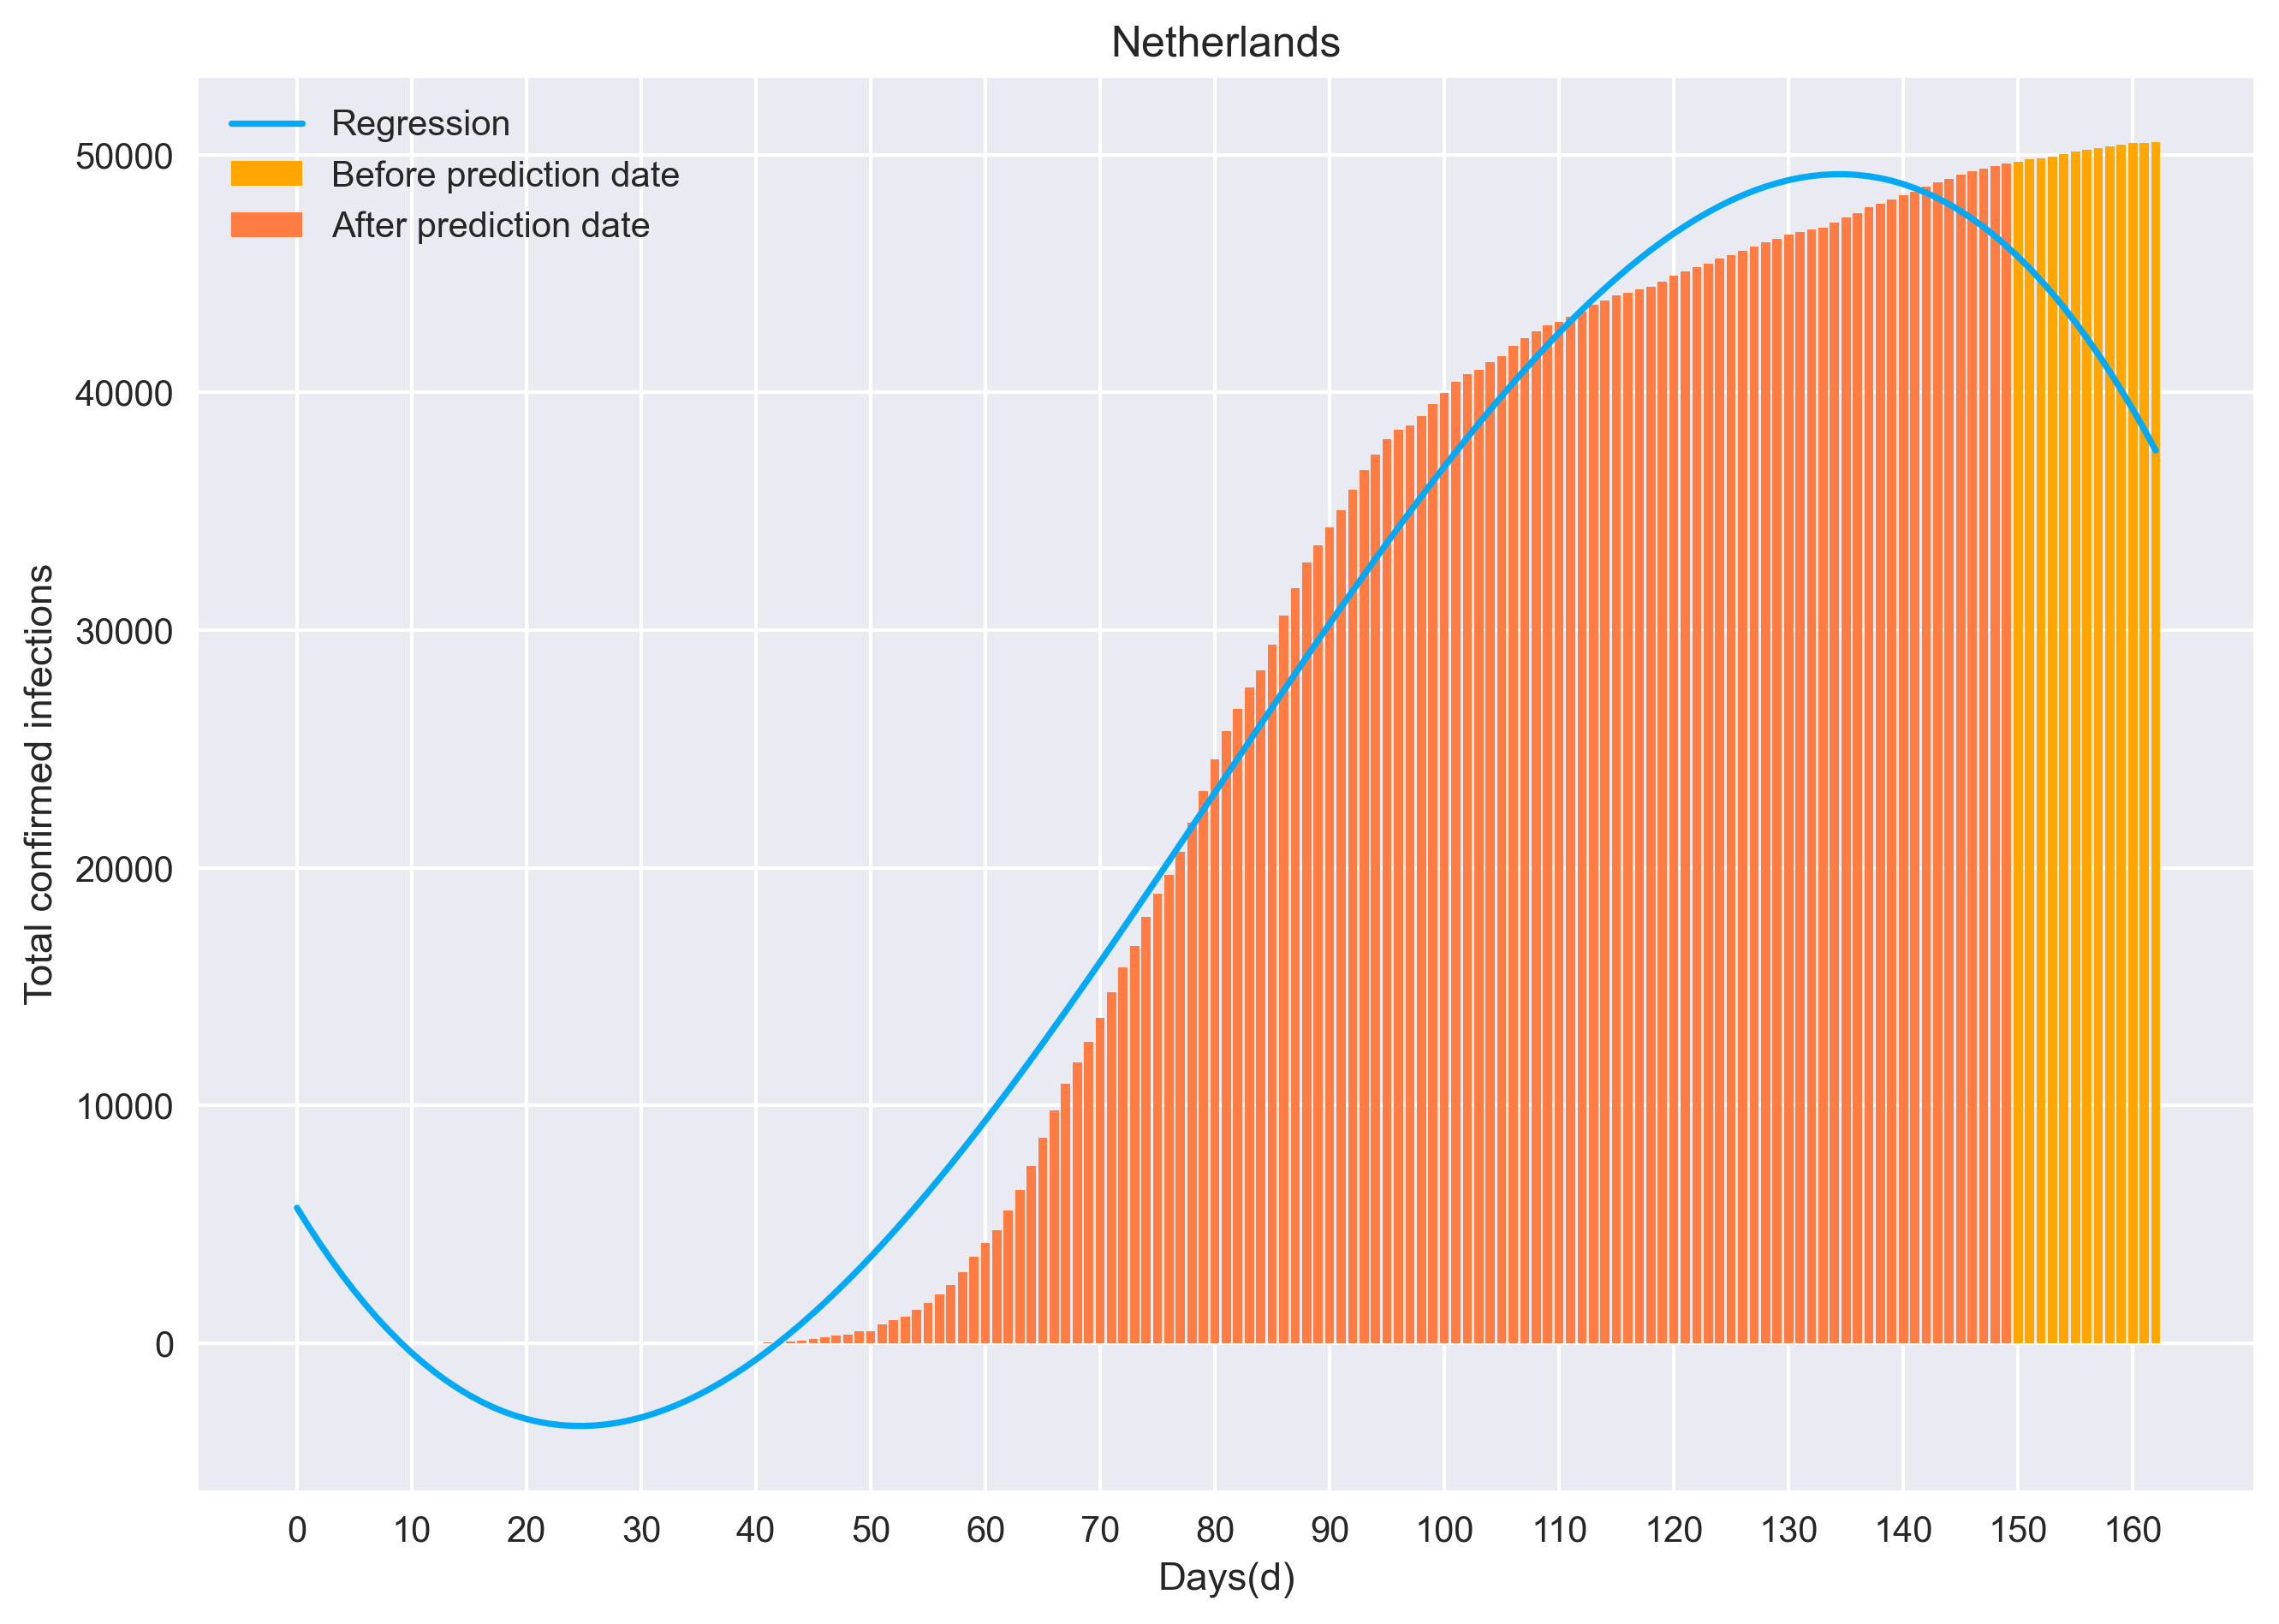 Netherlands
Regression
Before prediction date
After prediction date
50000
40000
30000
20000
10000
0
Total confirmed infections
0 10 20 30 40 50 60 70 80 90 100 110 120 130 140 150 160
Days(d)